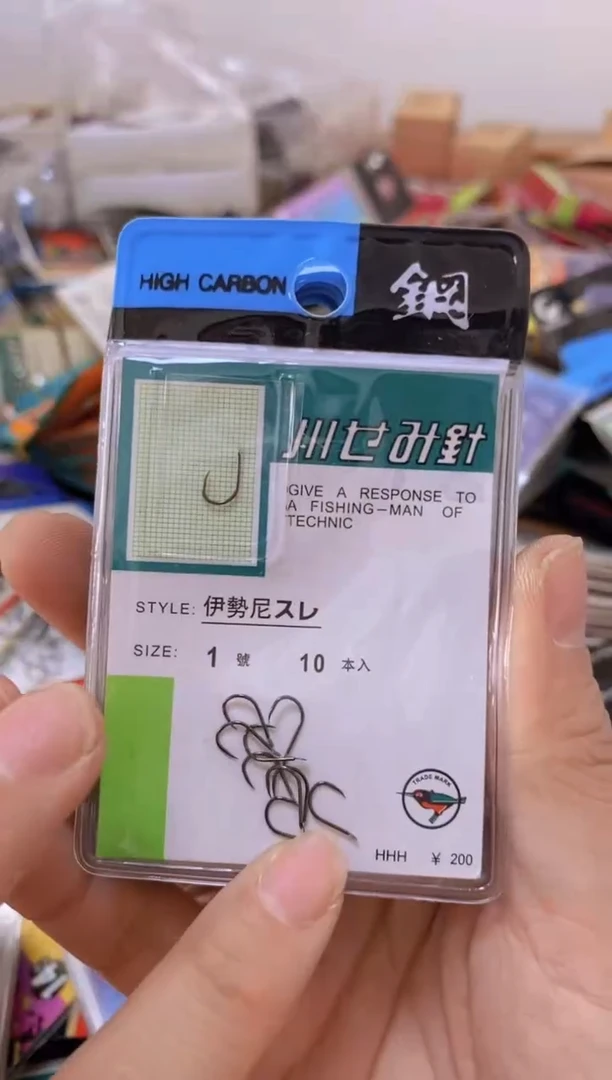 HIGH CARBON
鋼
川せみ針
GIVE A RESPONSE TO
A FISHING-MAN OF
TECHNIC
STYLE: 伊勢尼スレ
SIZE: 1 號 10 本入
TRADE MARK
HHH ¥ 200